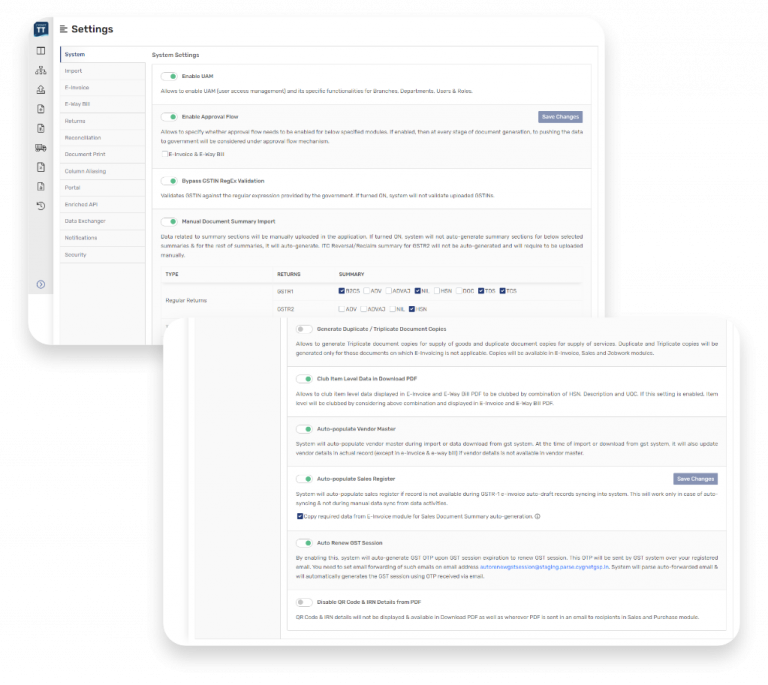 TT
Settings
System
Import
E-Invoice
E-Way Bill
Returns
Reconciliation
Document Print
Column Aliasing
Portal
Enriched API
Data Exchanger
Notifications
Security
System Settings
Enable UAM
Allows to enable UAM (user access management) and its specific functionalities for Branches, Departments, Users & Roles.
Enable Approval Flow
Save Changes
Allows to specify whether approval flow needs to be enabled for below specified modules. If enabled, then at every stage of document generation, to pushing the data
to government will be considered under approval flow mechanism.
E-Invoice & E-Way Bill
Bypass GSTIN RegEx Validation
Validates GSTIN against the regular expression provided by the government. If turned ON, system will not validate uploaded GSTINs.
Manual Document Summary Import
Data related to summary sections will be manually uploaded in the application. If turned ON, system will not auto-generate summary sections for below selected
summaries & for the rest of summaries, it will auto-generate. ITC Reversal/Reclaim summary for GSTR2 will not be auto-generated and will require to be uploaded
manually.
TYPE RETURNS SUMMARY
Regular Returns
GSTR1 B2CS ADV ADVAJ NIL HSN DOC TDS TCS
GSTR2 ADV ADVAJ NIL HSN
Generate Duplicate / Triplicate Document Copies
Allows to generate Triplicate document copies for supply of goods and duplicate document copies for supply of services. Duplicate and Triplicate copies will be
generated only for those documents on which E-Invoicing is not applicable. Copies will be available in E-Invoice, Sales and Jobwork modules.
Club Item Level Data in Download PDF
Allows to club item level data displayed in E-Invoice and E-Way Bill PDF to be clubbed by combination of HSN, Description and UQC. If this setting is enabled, item
level will be clubbed by considering above combination and displayed in E-Invoice and E-Way Bill PDF.
Auto-populate Vendor Master
System will auto-populate vendor master during import or data download from gst system. At the time of import or download from gst system, it will also update
vendor details in actual record (except in e-invoice & e-way bill) if vendor details is not available in vendor master.
Auto-populate Sales Register
Save Changes
System will auto-populate sales register if record is not available during GSTR-1 e-invoice auto-draft records syncing into system. This will work only in case of auto-
syncing & not during manual data sync from data activities.
Copy required data from E-Invoice module for Sales Document Summary auto-generation.
Auto Renew GST Session
By enabling this, system will auto-generate GST OTP upon GST session expiration to renew GST session. This OTP will be sent by GST system over your registered
email. You need to set email forwarding of such emails on email address autorenewgstsession@staging.parse.cygnetgsp.in. System will parse auto-forwarded email &
will automatically generates the GST session using OTP received via email.
Disable QR Code & IRN Details from PDF
QR Code & IRN details will not be displayed & available in Download PDF as well as wherever PDF is sent in an email to recipients in Sales and Purchase module.